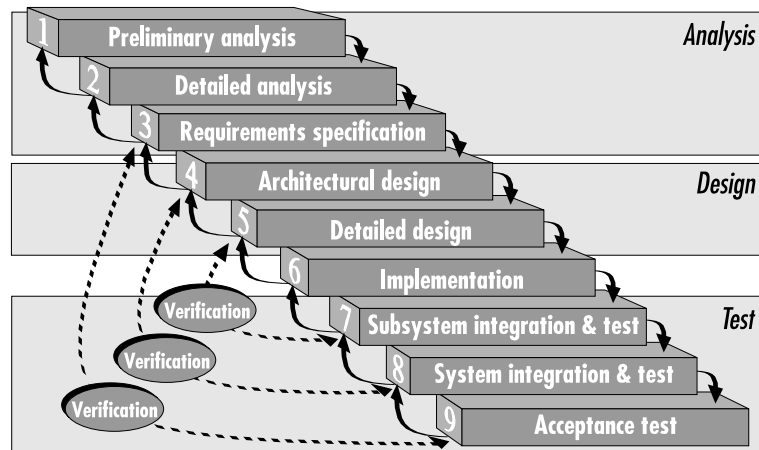 Analysis
1 Preliminary analysis
2 Detailed analysis
3 Requirements specification
Design
4 Architectural design
5 Detailed design
6 Implementation
Test
Verification
7 Subsystem integration & test
Verification
8 System integration & test
Verification
9 Acceptance test